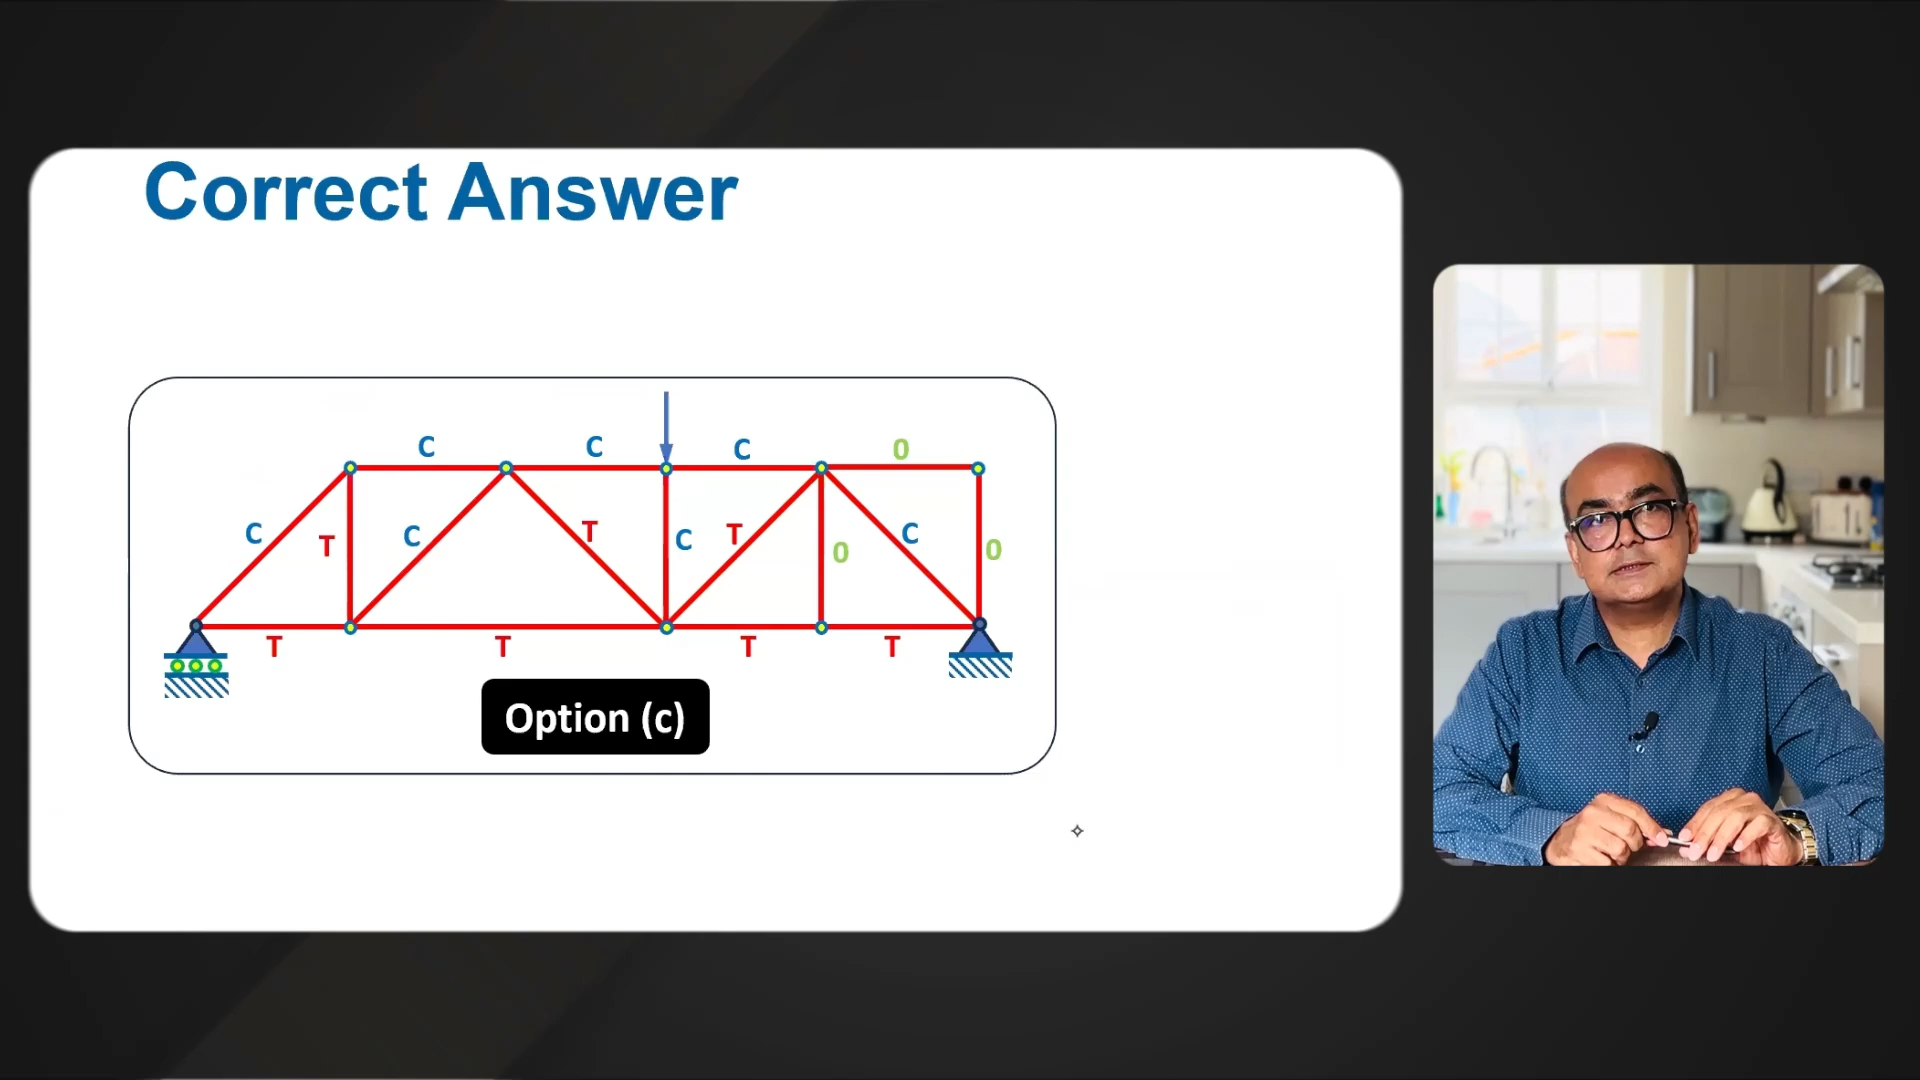 Correct Answer
C C C 0
C T C T C T 0 C 0
T T T T
Option (c)